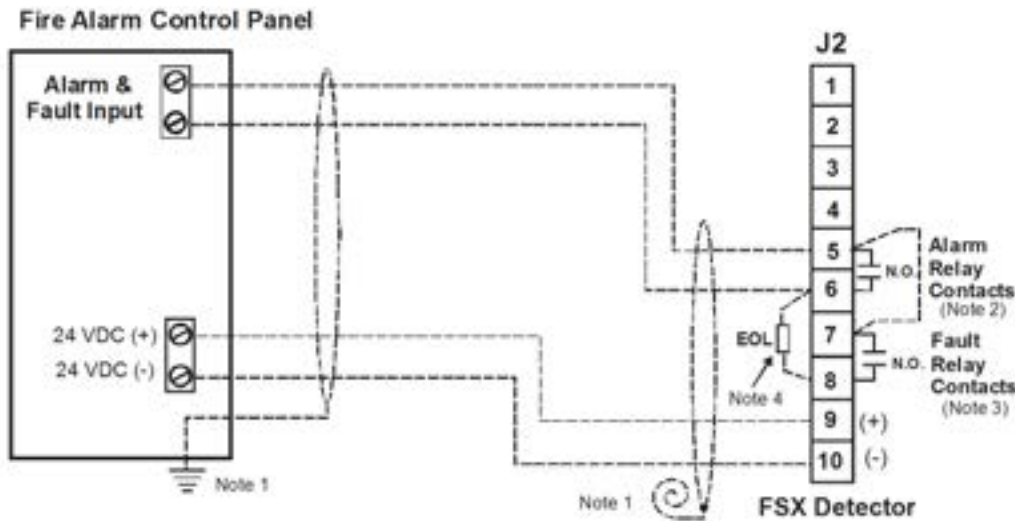 Fire Alarm Control Panel
Alarm &
Fault Input
24 VDC (+)
24 VDC (-)
Note 1
J2
1
2
3
4
5
6
7
8
9
10
(+)
(-)
N.O.
Alarm
Relay
Contacts
(Note 2)
N.O.
Fault
Relay
Contacts
(Note 3)
EOL
Note 4
Note 1
FSX Detector